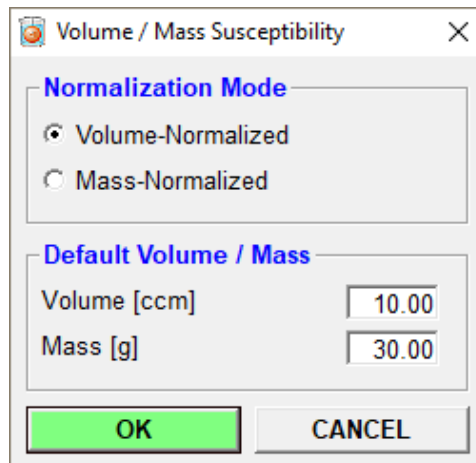 Volume / Mass Susceptibility
Normalization Mode
Volume-Normalized
Mass-Normalized
Default Volume / Mass
Volume [ccm] 10.00
Mass [g] 30.00
OK CANCEL